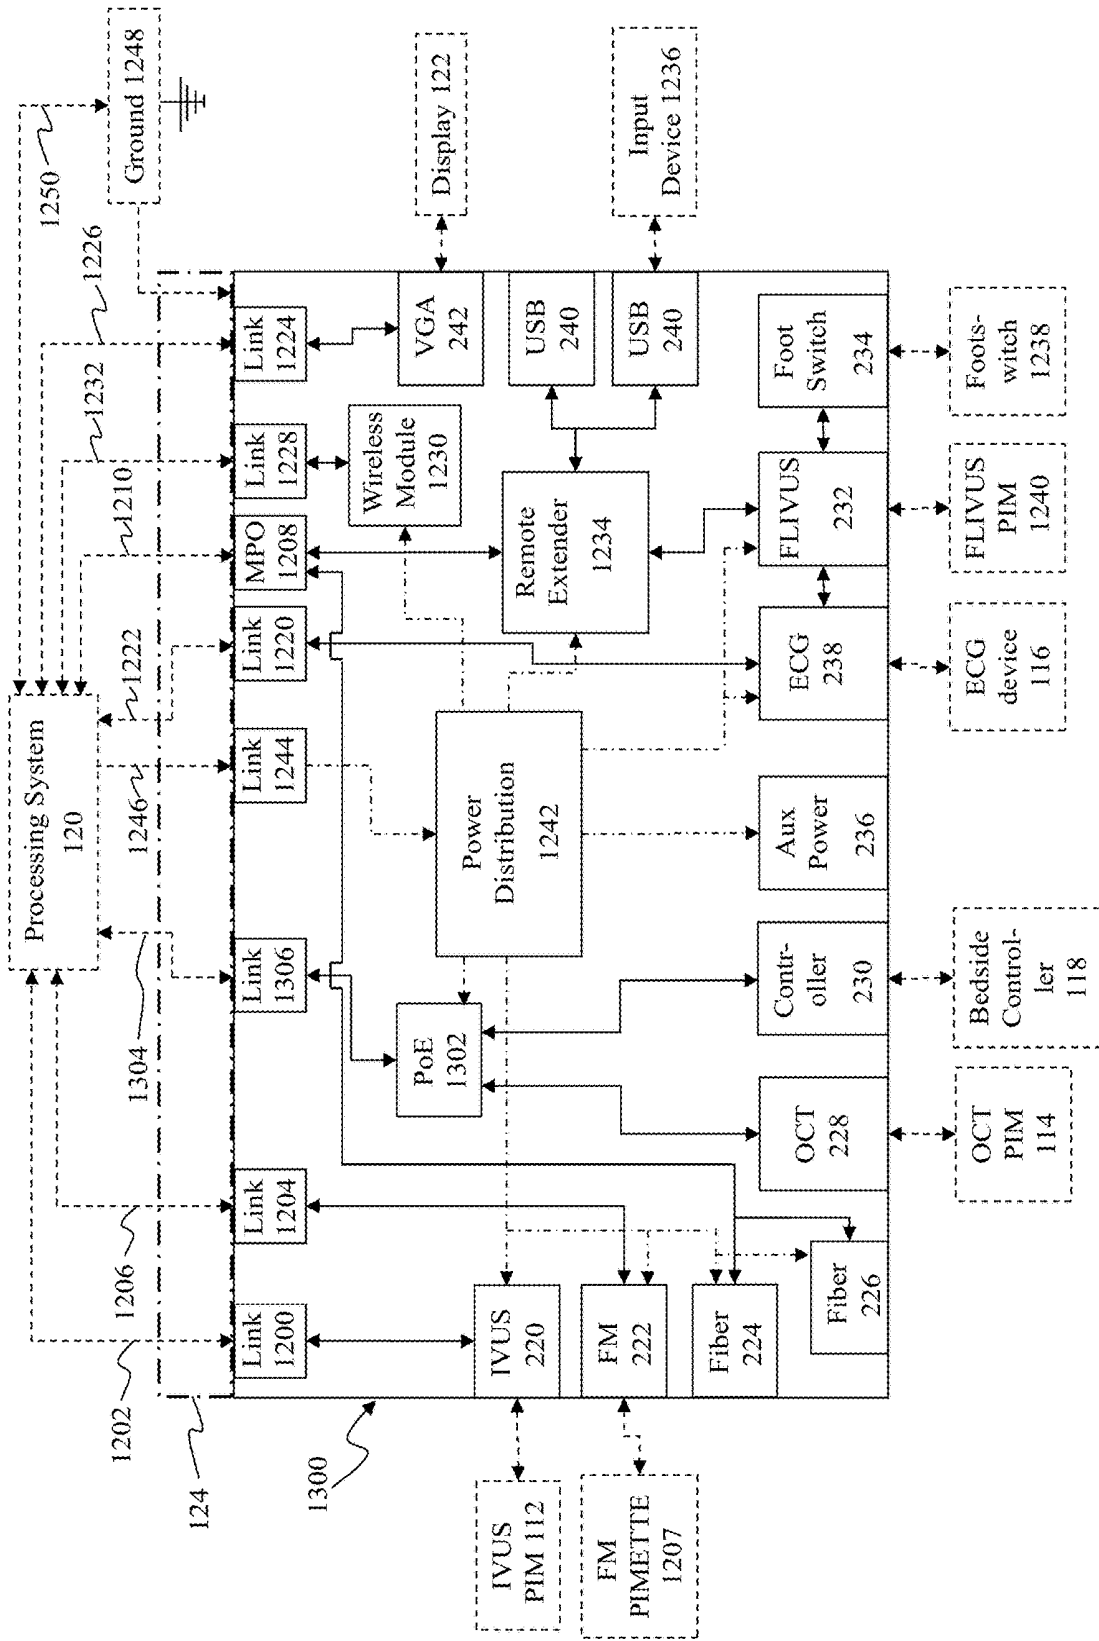 Processing System
120
1250
Ground 1248
1202
1206
1304
1246
1222
1210
1232
1226
124
Link
1200
Link
1204
Link
1306
Link
1244
Link
1220
MPO
1208
Link
1228
Link
1224
1300
Wireless
Module
1230
VGA
242
Display 122
PoE
1302
Power
Distribution
1242
Remote
Extender
1234
USB
240
USB
240
Input
Device 1236
IVUS
PIM 112
IVUS
220
FM
PIMETTE
1207
FM
222
Fiber
224
Fiber
226
OCT
228
Contr-
oller
230
Aux
Power
236
ECG
238
FLIVUS
232
Foot
Switch
234
OCT
PIM
114
Bedside
Control-
ler
118
ECG
device
116
FLIVUS
PIM
1240
Foots-
witch
1238